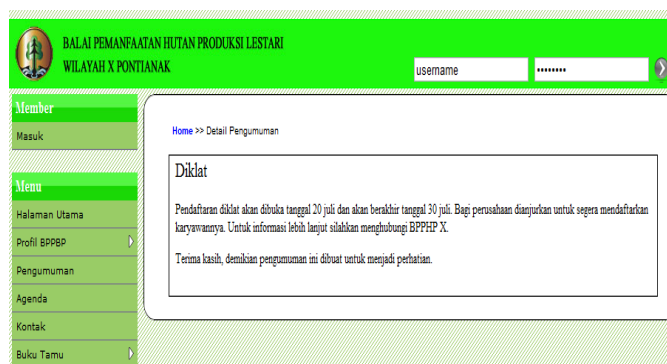 BALAI PEMANFAATAN HUTAN PRODUKSI LESTARI
WILAYAH X PONTIANAK
username
••••••••
Member
Masuk
Menu
Halaman Utama
Profil BPPBP
Pengumuman
Agenda
Kontak
Buku Tamu
Home >> Detail Pengumuman
Diklat
Pendaftaran diklat akan dibuka tanggal 20 juli dan akan berakhir tanggal 30 juli. Bagi perusahaan dianjurkan untuk segera mendaftarkan
karyawannya. Untuk informasi lebih lanjut silahkan menghubungi BPPHP X.
Terima kasih, demikian pengumuman ini dibuat untuk menjadi perhatian.